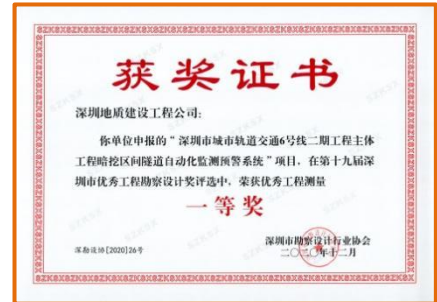 获奖证书
深圳地质建设工程公司:
你单位申报的“深圳市城市轨道交通6号线二期工程主体
工程暗挖区间隧道自动化监测预警系统”项目，在第十九届深
圳市优秀工程勘察设计奖评选中，荣获优秀工程测量
一等奖
深圳市勘察设计行业协会
深勘设协[2020]26号
二〇二〇年十二月